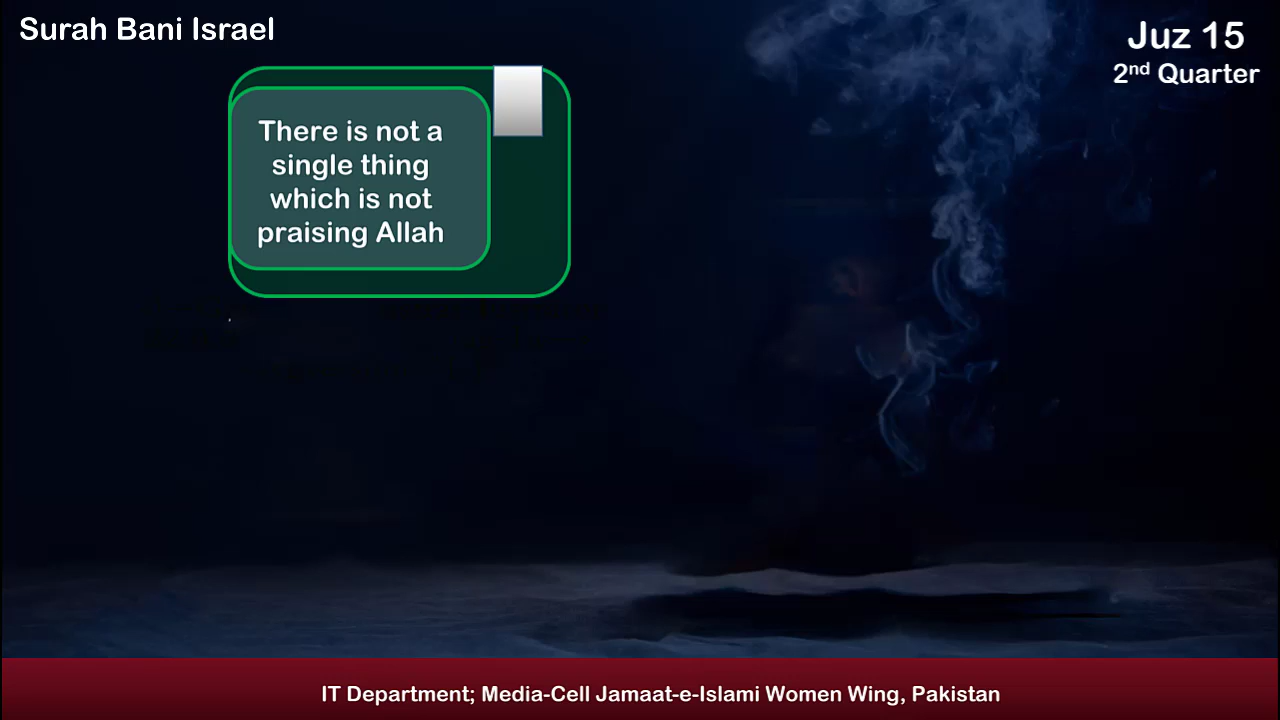 Surah Bani Israel
Juz 15
2nd Quarter
There is not a
single thing
which is not
praising Allah
IT Department; Media-Cell Jamaat-e-Islami Women Wing, Pakistan